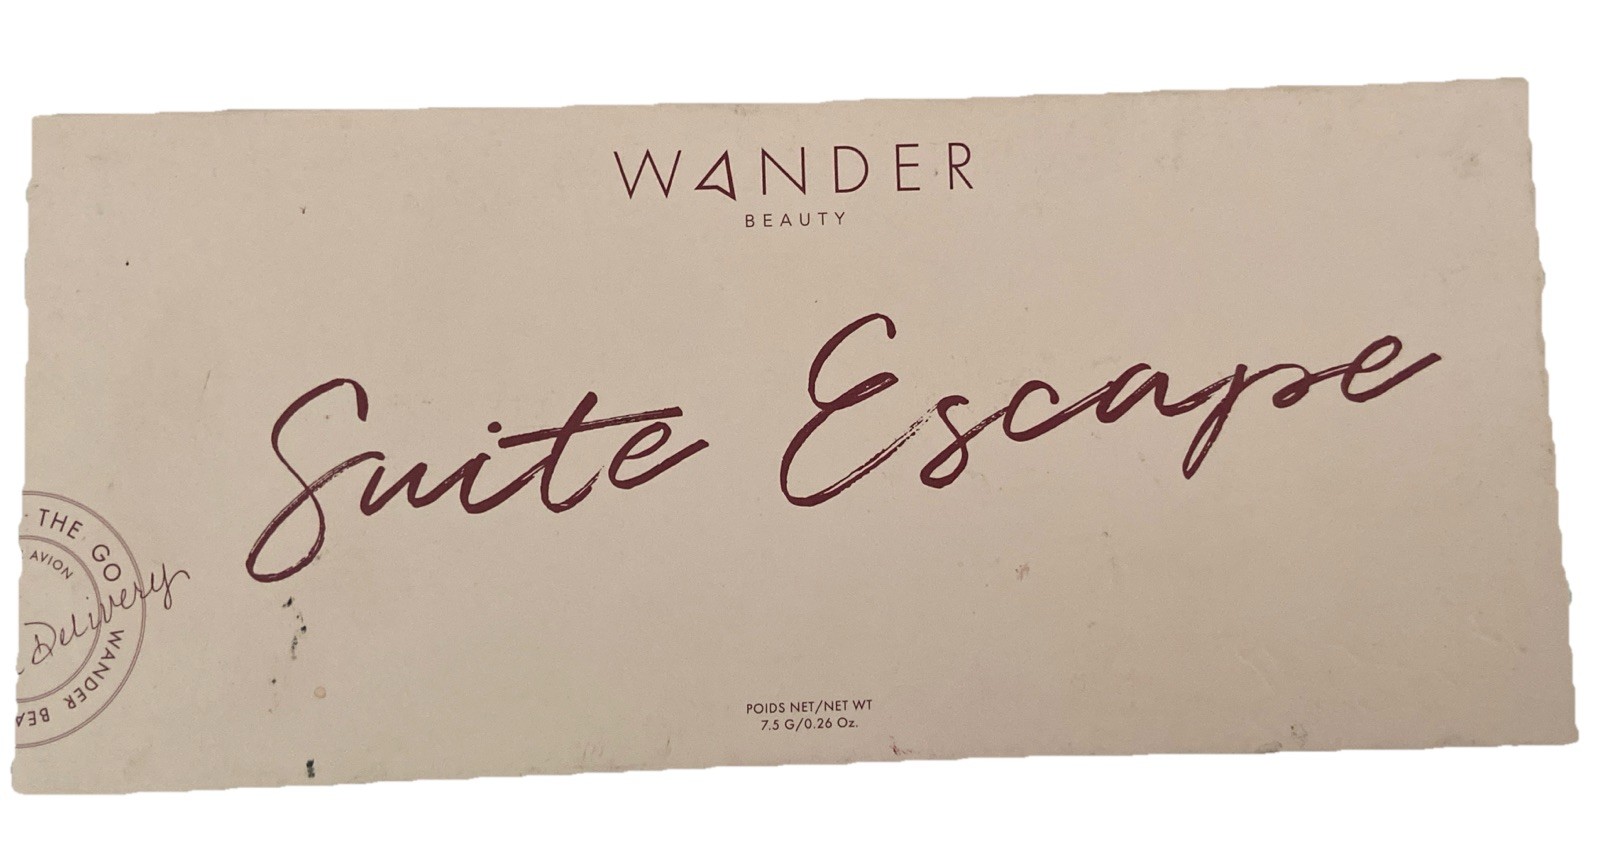 WANDER
BEAUTY
Suite Escape
THE GO
AVION
Delivery
WANDER
POIDS NET/NET WT
7.5 G/0.26 Oz.